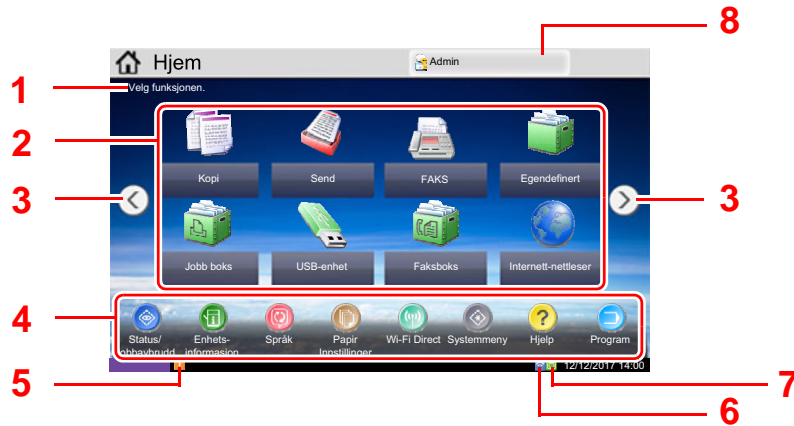 8
Hjem
Admin
1
Velg funksjonen.
2
Kopi
Send
FAKS
Egendefinert
3
3
Jobb boks
USB-enhet
Faksboks
Internett-nettleser
4
Status/
obbavbrudd
Enhets-
informasjon
Språk
Papir
Innstillinger
Wi-Fi Direct
Systemmeny
Hjelp
Program
5
12/12/2017 14:00
7
6